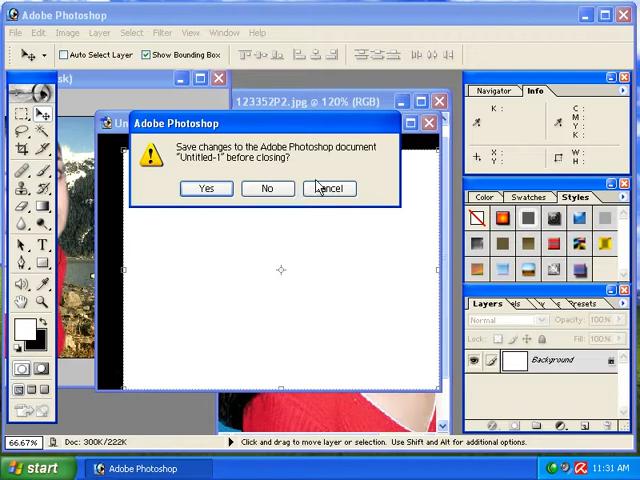 Adobe Photoshop
File Edit Image Layer Select Filter View Window Help
Auto Select Layer Show Bounding Box
123352P2.jpg @ 120% (RGB)
Adobe Photoshop
Save changes to the Adobe Photoshop document
"Untitled-1" before closing?
Yes No Cancel
Navigator Info
K :
C :
M :
Y :
K :
X :
Y :
W :
H :
Color Swatches Styles
Layers Paths
Normal Opacity: 100%
Lock: Fill: 100%
Background
66.67% Doc: 300K/222K Click and drag to move layer or selection. Use Shift and Alt for additional options.
start Adobe Photoshop 11:31 AM